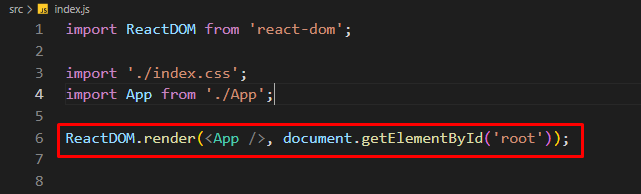 src > JS index.js
1 import ReactDOM from 'react-dom';
2
3 import './index.css';
4 import App from './App';
5
6 ReactDOM.render(<App />, document.getElementById('root'));
7
8